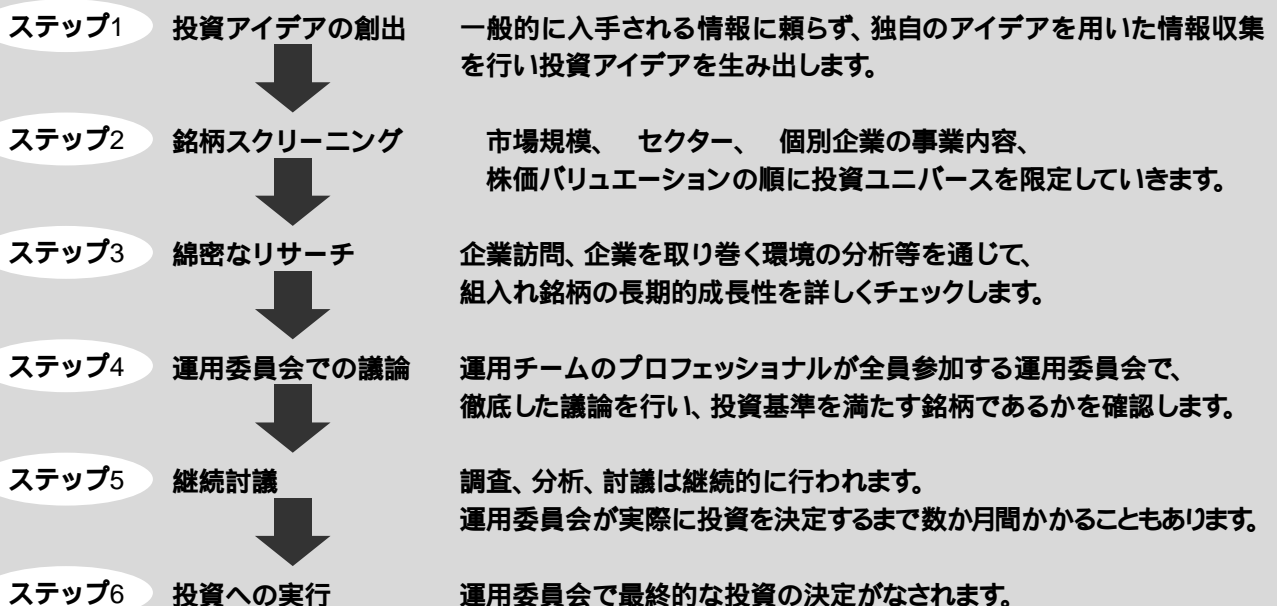 ステップ1 投資アイデアの創出 一般的に入手される情報に頼らず、独自のアイデアを用いた情報収集
を行い投資アイデアを生み出します。
ステップ2 銘柄スクリーニング 市場規模、 セクター、 個別企業の事業内容、
株価バリュエーションの順に投資ユニバースを限定していきます。
ステップ3 綿密なリサーチ 企業訪問、企業を取り巻く環境の分析等を通じて、
組入れ銘柄の長期的成長性を詳しくチェックします。
ステップ4 運用委員会での議論 運用チームのプロフェッショナルが全員参加する運用委員会で、
徹底した議論を行い、投資基準を満たす銘柄であるかを確認します。
ステップ5 継続討議 調査、分析、討議は継続的に行われます。
運用委員会が実際に投資を決定するまで数か月間かかることもあります。
ステップ6 投資への実行 運用委員会で最終的な投資の決定がなされます。